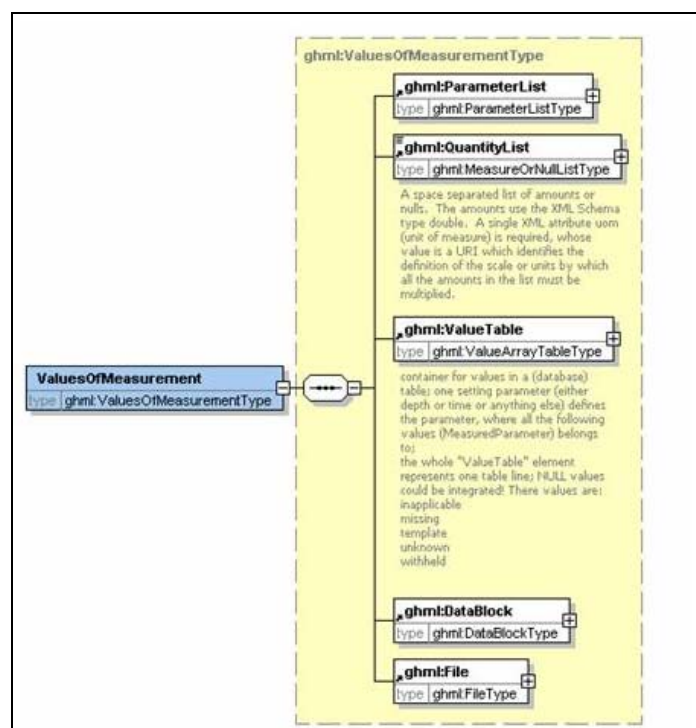 ghml:ValuesOfMeasurementType
ghml:ParameterList
type ghml:ParameterListType
ghml:QuantityList
type ghml:MeasureOrNullListType
A space separated list of amounts or
nulls. The amounts use the XML Schema
type double. A single XML attribute uom
(unit of measure) is required, whose
value is a URI which identifies the
definition of the scale or units by which
all the amounts in the list must be
multiplied.
ghml:ValueTable
type ghml:ValueArrayTableType
ValuesOfMeasurement
type ghml:ValuesOfMeasurementType
container for values in a (database)
table; one setting parameter (either
depth or time or anything else) defines
the parameter, where all the following
values (MeasuredParameter) belongs
to;
the whole "ValueTable" element
represents one table line; NULL values
could be integrated! There values are:
inapplicable
missing
template
unknown
withheld
ghml:DataBlock
type ghml:DataBlockType
ghml:File
type ghml:FileType